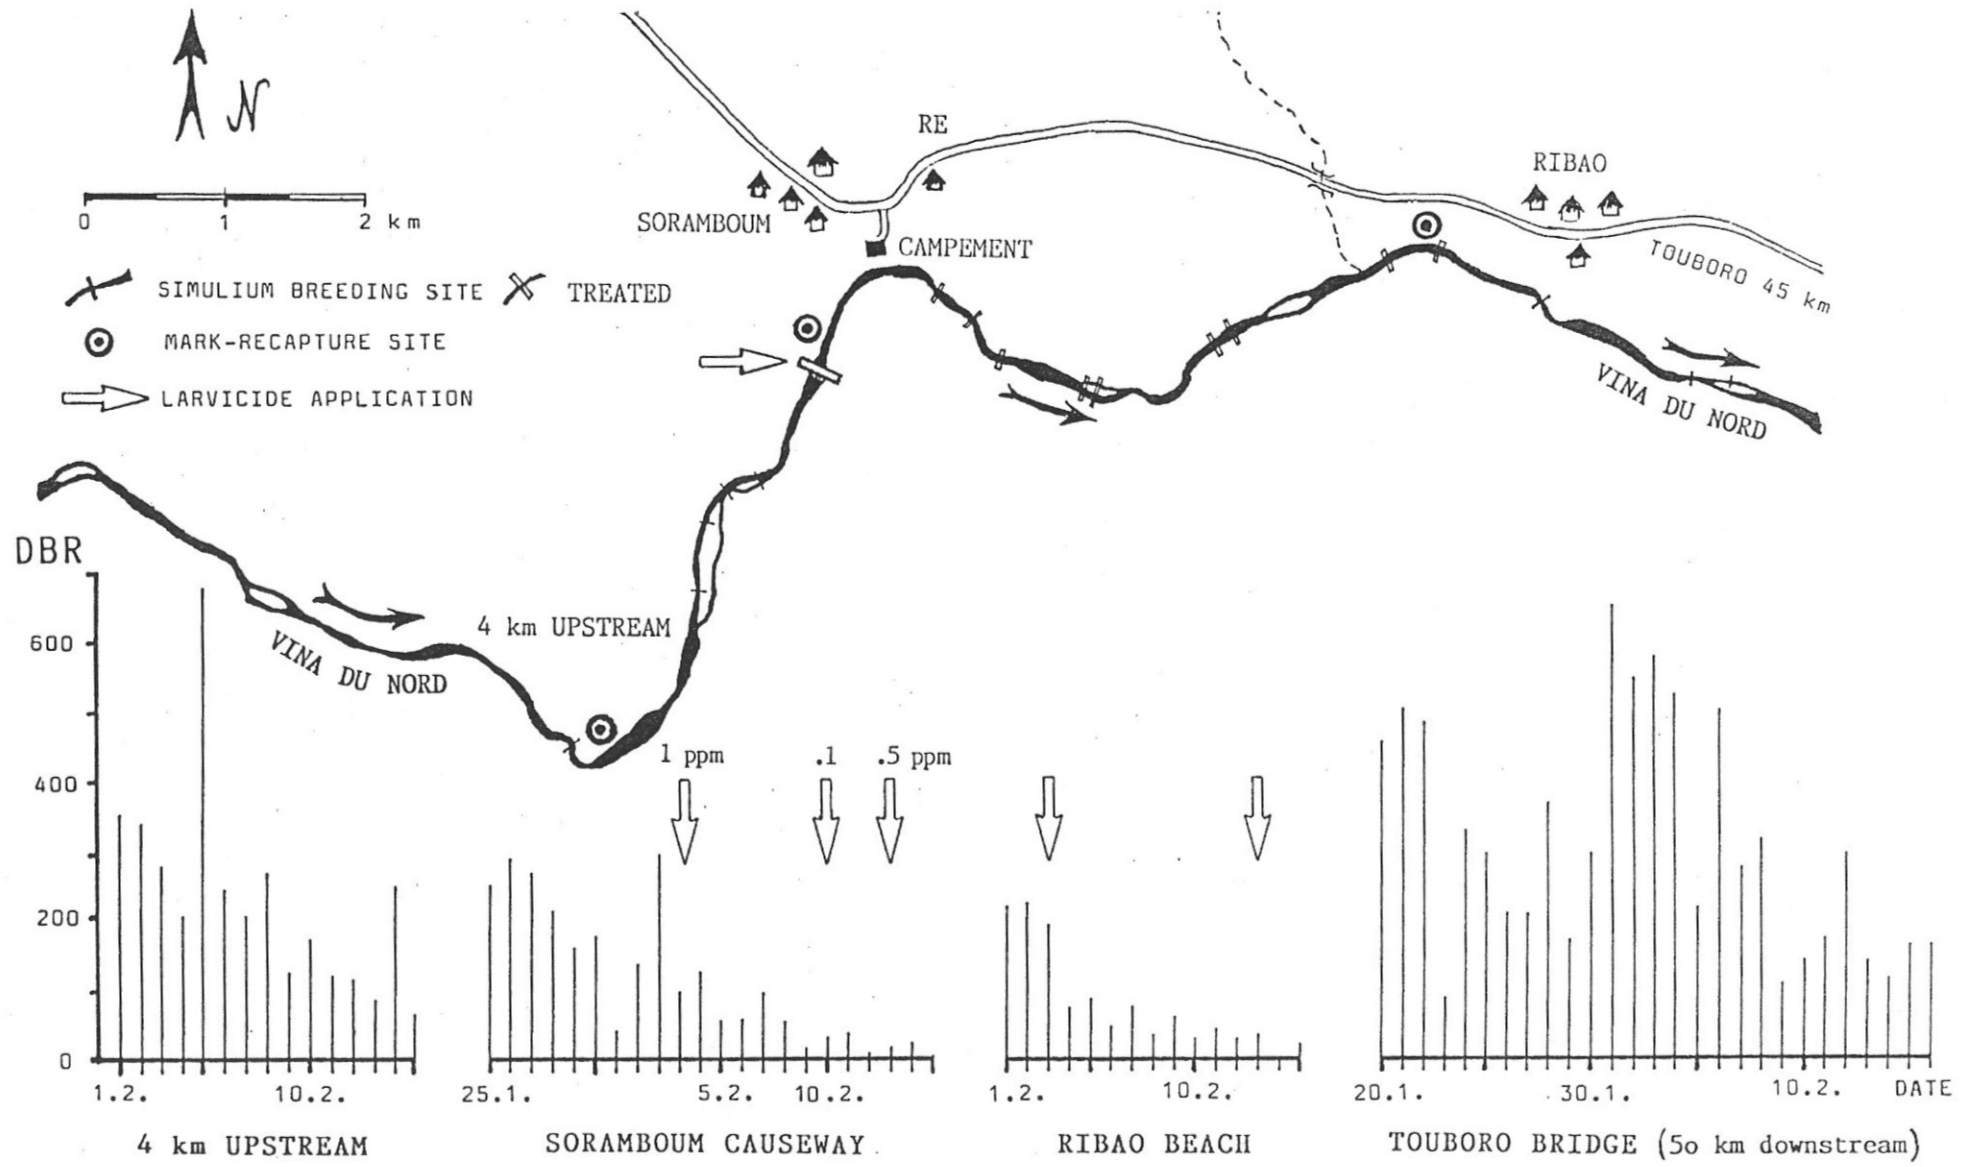 N
RE
RIBAO
SORAMBOUM
CAMPEMENT
TOUBORO 45 km
0 1 2 km
SIMULIUM BREEDING SITE
TREATED
MARK-RECAPTURE SITE
LARVICIDE APPLICATION
VINA DU NORD
DBR
4 km UPSTREAM
VINA DU NORD
600
400
200
0
1 ppm
.1
.5 ppm
1.2.
10.2.
25.1.
5.2.
10.2.
1.2.
10.2.
20.1.
30.1.
10.2.
DATE
4 km UPSTREAM
SORAMBOUM CAUSEWAY
RIBAO BEACH
TOUBORO BRIDGE (5o km downstream)